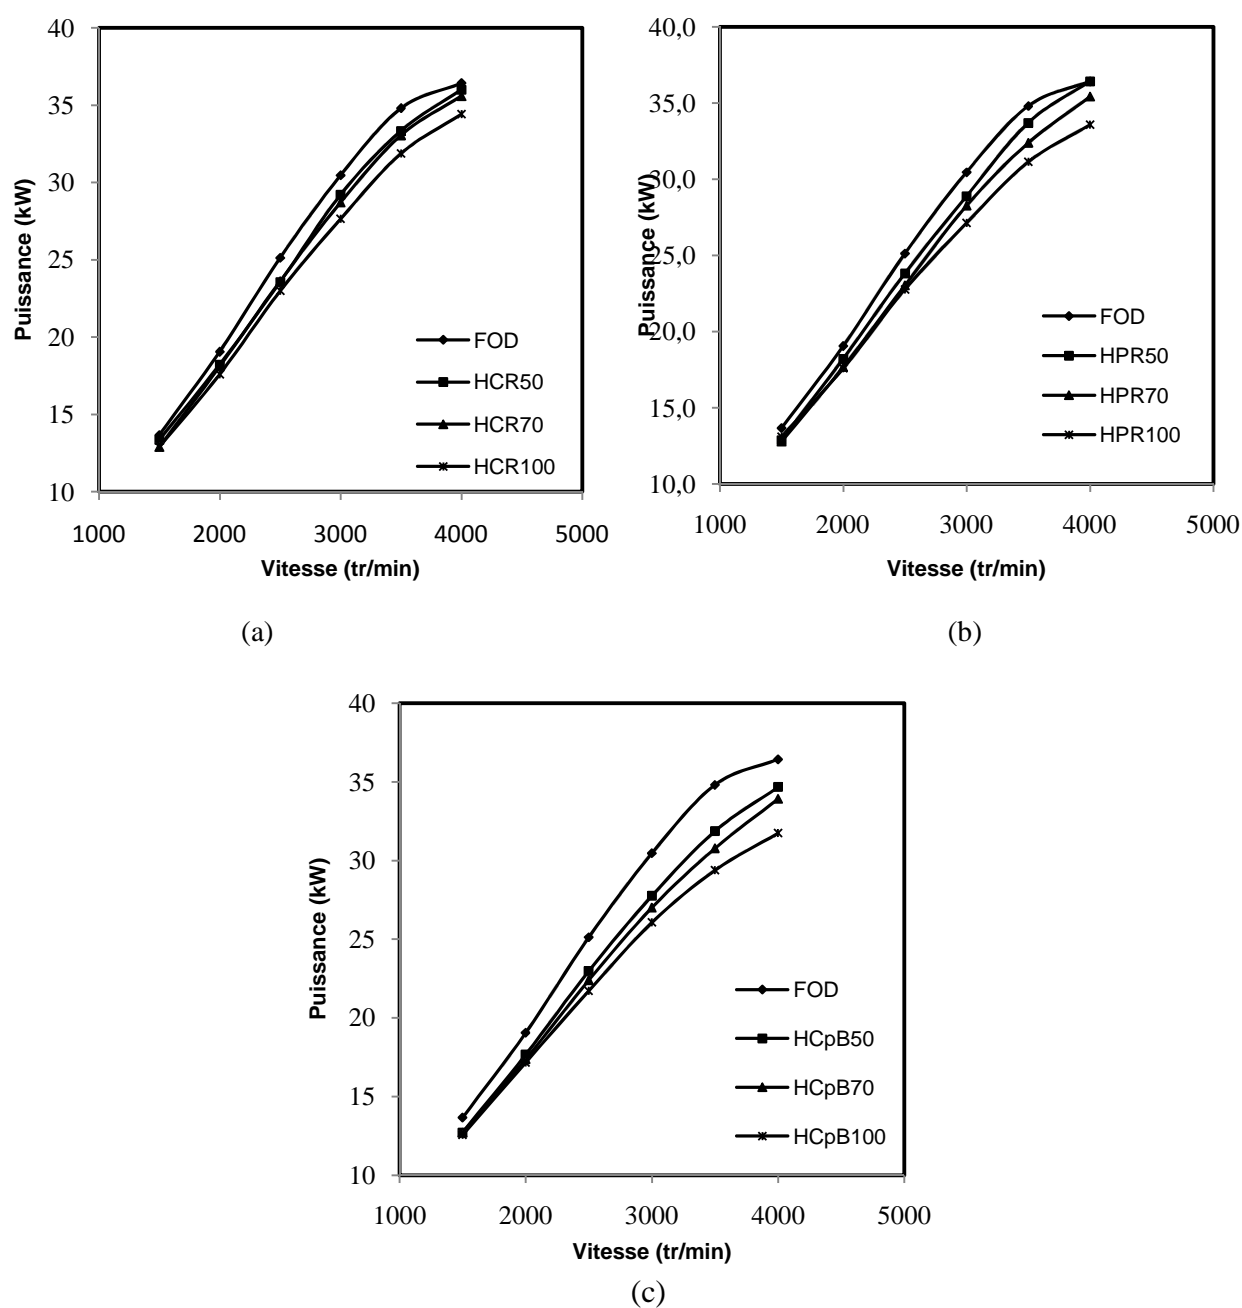 40
35
30
25
20
15
10
Puissance (kW)
FOD
HCR50
HCR70
HCR100
1000 2000 3000 4000 5000
Vitesse (tr/min)
(a)
40,0
35,0
30,0
25,0
20,0
15,0
10,0
Puissance (kW)
FOD
HPR50
HPR70
HPR100
1000 2000 3000 4000 5000
Vitesse (tr/min)
(b)
40
35
30
25
20
15
10
Puissance (kW)
FOD
HCpB50
HCpB70
HCpB100
1000 2000 3000 4000 5000
Vitesse (tr/min)
(c)